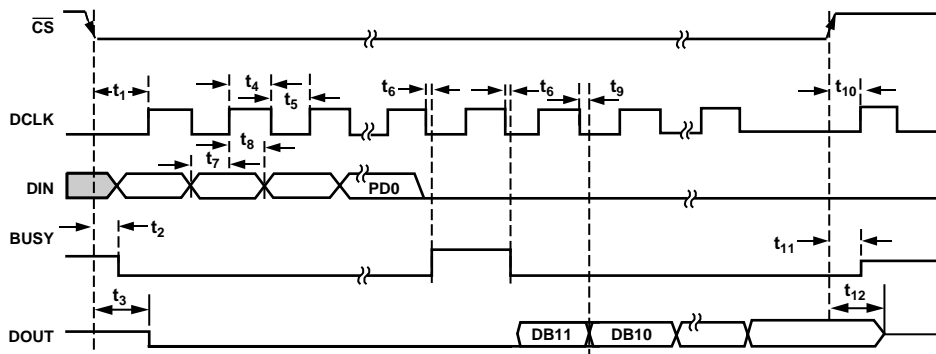 CS
t1
t4
t5
t6
t6
t9
t10
DCLK
t8
t7
DIN
PD0
t2
BUSY
t11
t3
t12
DOUT
DB11
DB10